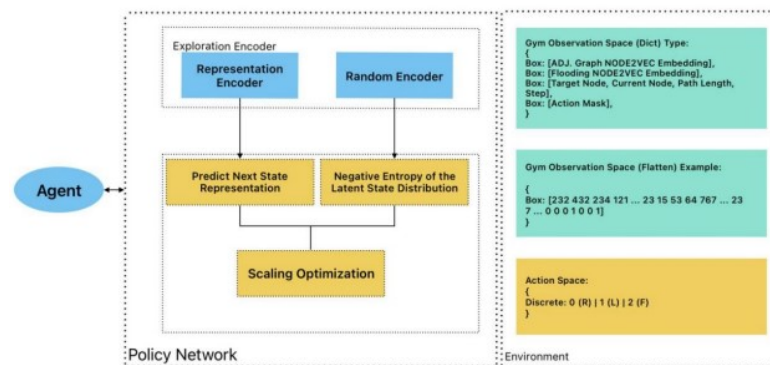 Exploration Encoder
Representation
Encoder
Random Encoder
Agent
Predict Next State
Representation
Negative Entropy of the
Latent State Distribution
Scaling Optimization
Policy Network
Gym Observation Space (Dict) Type:
{
Box: [ADJ. Graph NODE2VEC Embedding],
Box: [Flooding NODE2VEC Embedding],
Box: [Target Node, Current Node, Path Length,
Step],
Box: [Action Mask],
}
Gym Observation Space (Flatten) Example:
{
Box: [232 432 234 121 ... 23 15 53 64 767 ... 23
7 ... 0 0 0 1 0 0 1]
}
Action Space:
{
Discrete: 0 (R) | 1 (L) | 2 (F)
}
Environment